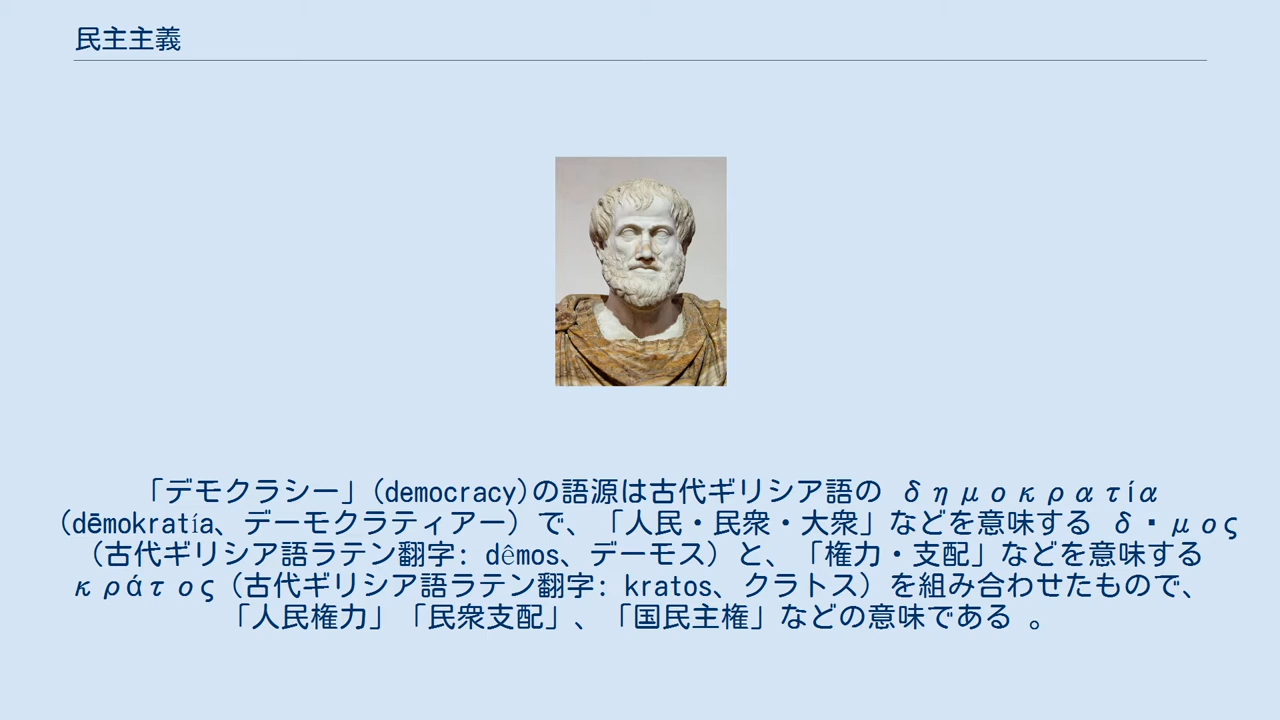 民主主義
「デモクラシー」(democracy)の語源は古代ギリシア語の δημοκρατία
(dēmokratía、デーモクラティアー) で、「人民・民衆・大衆」などを意味する δ▪μος
(古代ギリシア語ラテン翻字: dêmos、デーモス) と、「権力・支配」などを意味する
κράτος (古代ギリシア語ラテン翻字: kratos、クラトス) を組み合わせたもので、
「人民権力」「民衆支配」、「国民主権」などの意味である 。